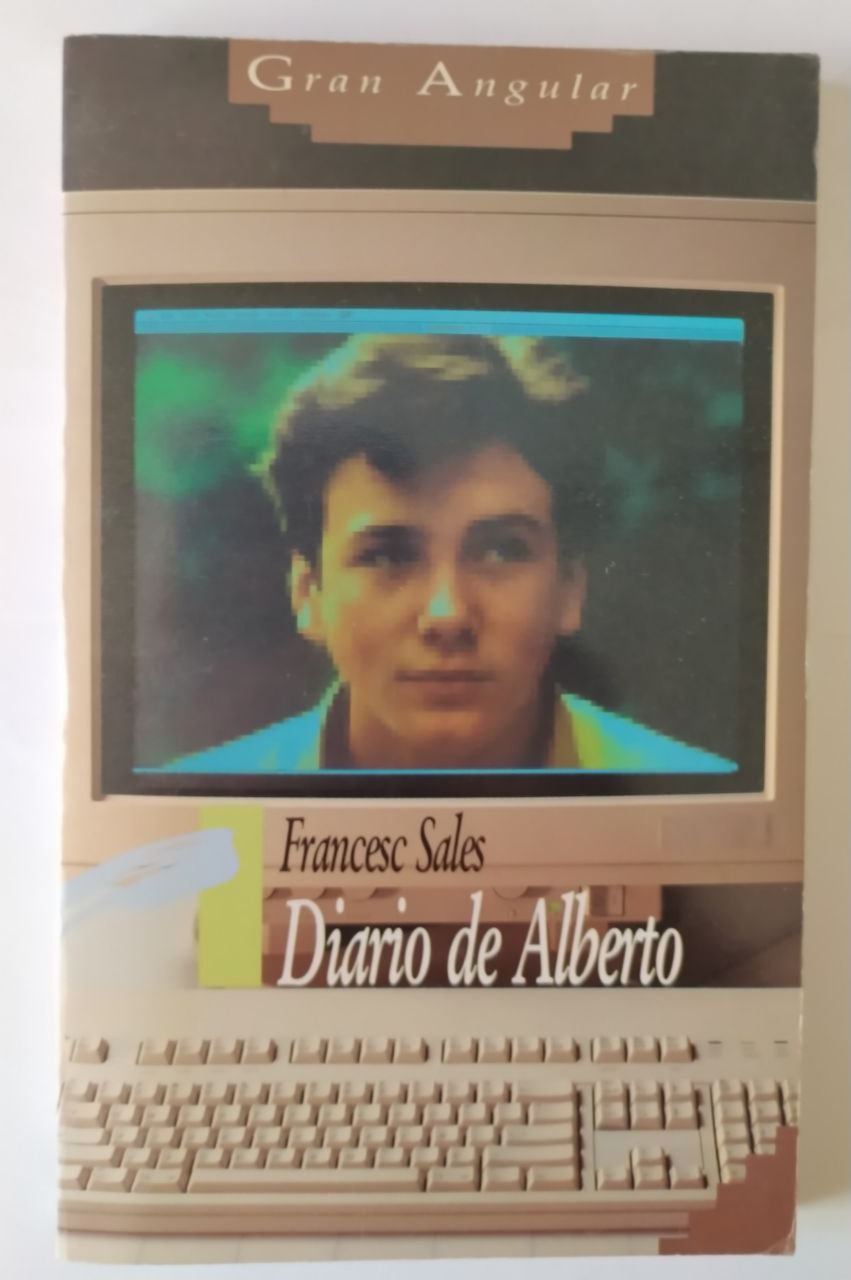 Gran Angular
Francesc Sales
Diario de Alberto